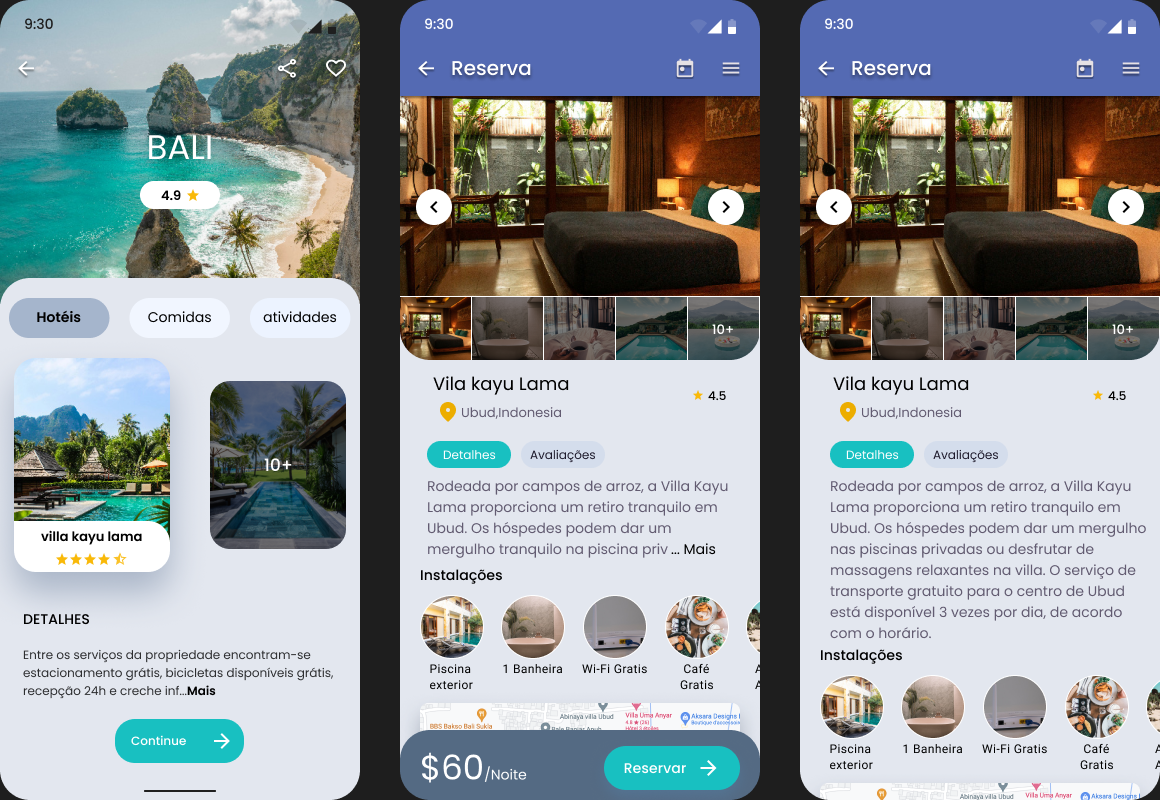 9:30
BALI
4.9
Hotéis
Comidas
atividades
10+
villa kayu lama
DETALHES
Entre os serviços da propriedade encontram-se
estacionamento grátis, bicicletas disponíveis grátis,
recepção 24h e creche inf...Mais
Continue
9:30
Reserva
10+
Vila kayu Lama
4.5
Ubud,Indonesia
Detalhes
Avaliações
Rodeada por campos de arroz, a Villa Kayu
Lama proporciona um retiro tranquilo em
Ubud. Os hóspedes podem dar um
mergulho tranquilo na piscina priv ... Mais
Instalações
Piscina
exterior
1 Banheira
Wi-Fi Gratis
Café
Gratis
Abinaya villa Ubud
Villa Uma Anyar
4.8
BBS Bakso Bali Sukla
Aksara Designs
$60/Noite
Reservar
9:30
Reserva
10+
Vila kayu Lama
4.5
Ubud,Indonesia
Detalhes
Avaliações
Rodeada por campos de arroz, a Villa Kayu
Lama proporciona um retiro tranquilo em
Ubud. Os hóspedes podem dar um mergulho
nas piscinas privadas ou desfrutar de
massagens relaxantes na villa. O serviço de
transporte gratuito para o centro de Ubud
está disponível 3 vezes por dia, de acordo
com o horário.
Instalações
Piscina
exterior
1 Banheira
Wi-Fi Gratis
Café
Gratis